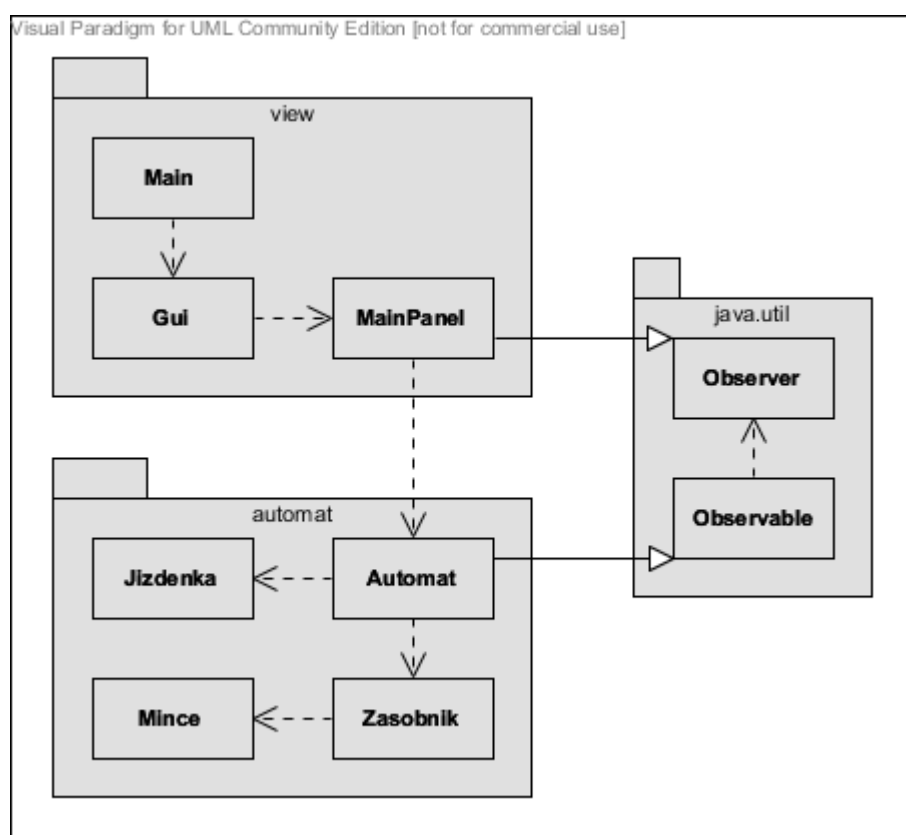 Visual Paradigm for UML Community Edition [not for commercial use]
view
Main
Gui
MainPanel
java.util
Observer
Observable
automat
Jizdenka
Automat
Mince
Zasobnik